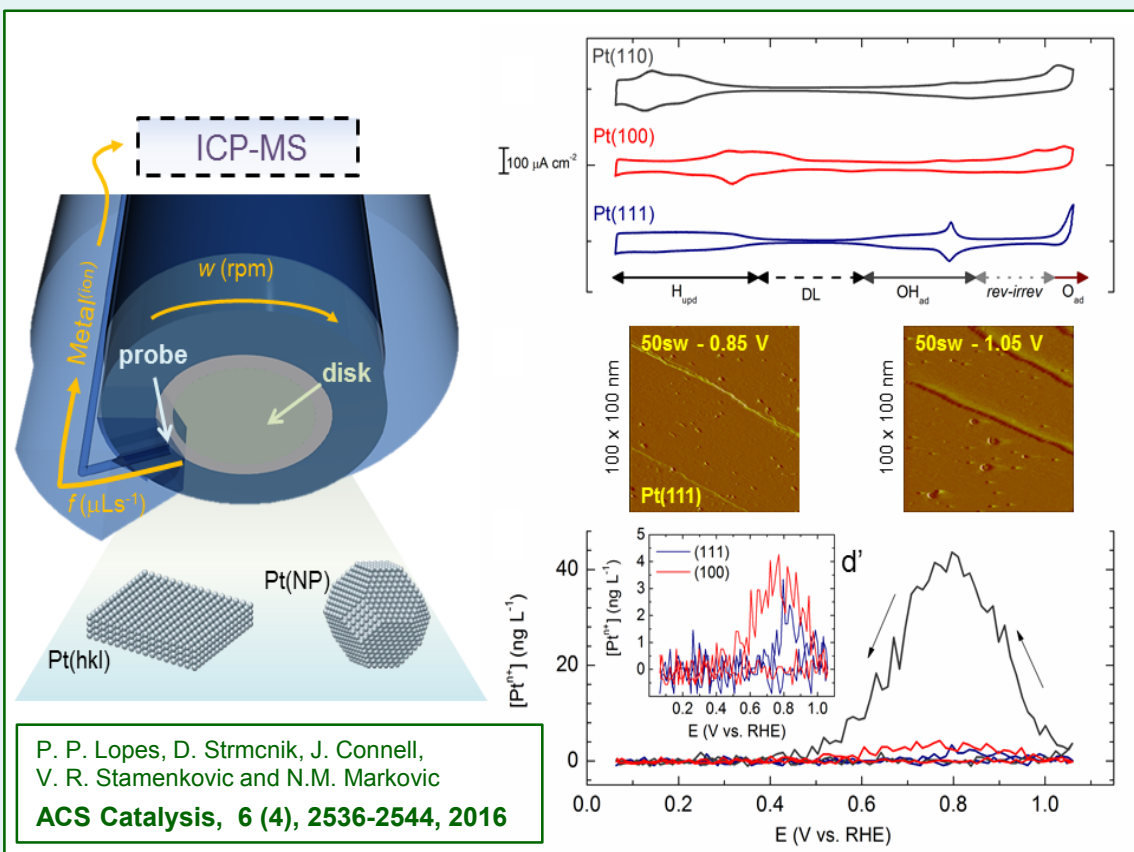 ICP-MS
Metal(ion)
w (rpm)
probe
disk
f (μLs-1)
Pt(hkl)
Pt(NP)
P. P. Lopes, D. Strmcnik, J. Connell,
V. R. Stamenkovic and N.M. Markovic
ACS Catalysis, 6 (4), 2536-2544, 2016
Pt(110)
Pt(100)
100 μA cm-2
Pt(111)
Hupd
DL
OHad
rev-irrev
Oad
100 x 100 nm
50sw - 0.85 V
Pt(111)
100 x 100 nm
50sw - 1.05 V
[Ptn+] (ng L-1)
40
20
0
0.0 0.2 0.4 0.6 0.8 1.0
E (V vs. RHE)
d'
[Ptn+] (ng L-1)
5
4
3
2
1
0
(111)
(100)
0.2 0.4 0.6 0.8 1.0
E (V vs. RHE)